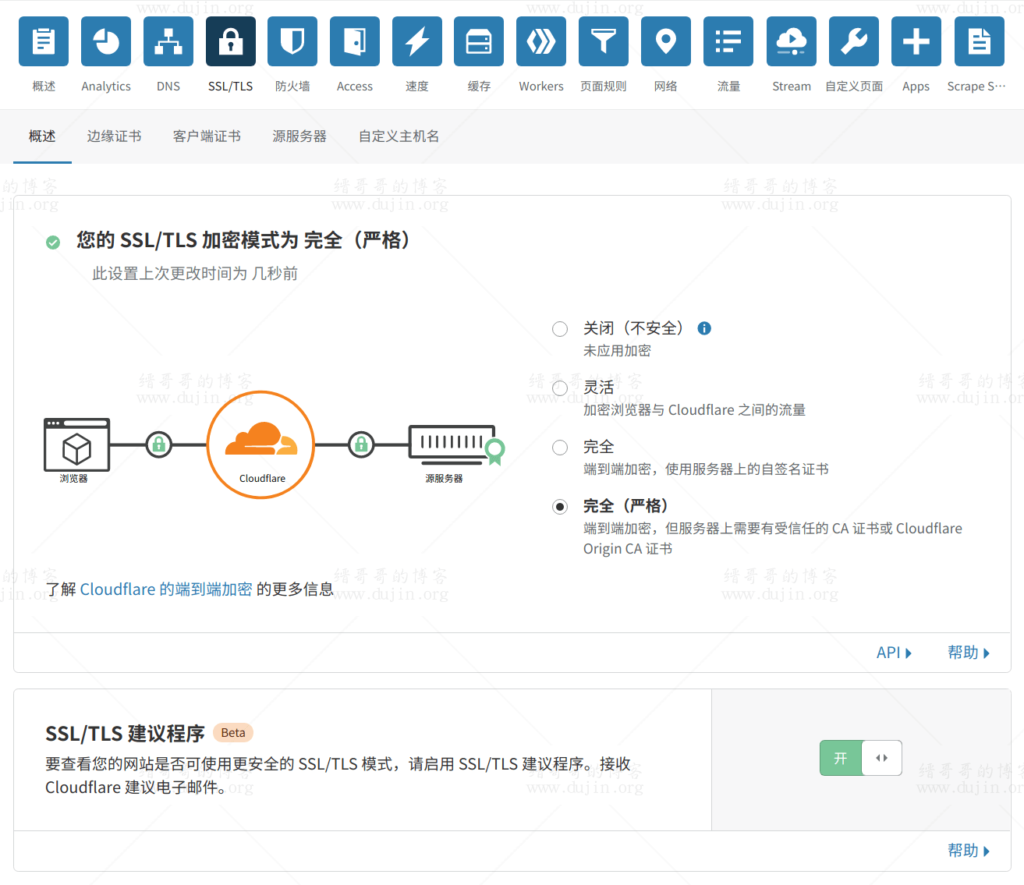 概述
Analytics
DNS
SSL/TLS
防火墙
Access
速度
缓存
Workers
页面规则
网络
流量
Stream
自定义页面
Apps
Scrape S…
概述
边缘证书
客户端证书
源服务器
自定义主机名
您的 SSL/TLS 加密模式为 完全（严格）
此设置上次更改时间为 几秒前
关闭（不安全）
未应用加密
灵活
加密浏览器与 Cloudflare 之间的流量
完全
端到端加密，使用服务器上的自签名证书
完全（严格）
端到端加密，但服务器上需要有受信任的 CA 证书或 Cloudflare
Origin CA 证书
浏览器
Cloudflare
源服务器
了解 Cloudflare 的端到端加密 的更多信息
API
帮助
SSL/TLS 建议程序 Beta
要查看您的网站是否可使用更安全的 SSL/TLS 模式，请启用 SSL/TLS 建议程序。接收
Cloudflare 建议电子邮件。
开
帮助
缙哥哥的博客
www.dujin.org